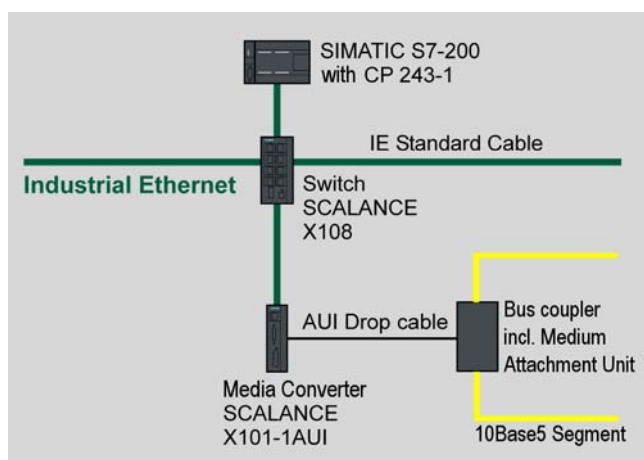 SIMATIC S7-200
with CP 243-1
IE Standard Cable
Industrial Ethernet
Switch
SCALANCE
X108
AUI Drop cable
Bus coupler
incl. Medium
Attachment Unit
Media Converter
SCALANCE
X101-1AUI
10Base5 Segment